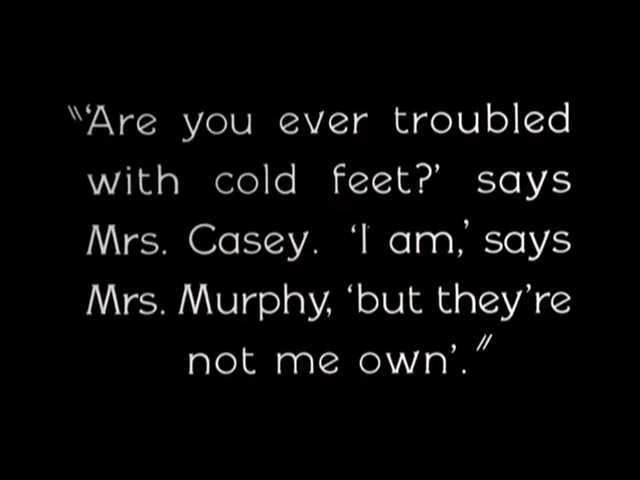 "'Are you ever troubled
with cold feet?' says
Mrs. Casey. 'I am,' says
Mrs. Murphy, 'but they're
not me own'."